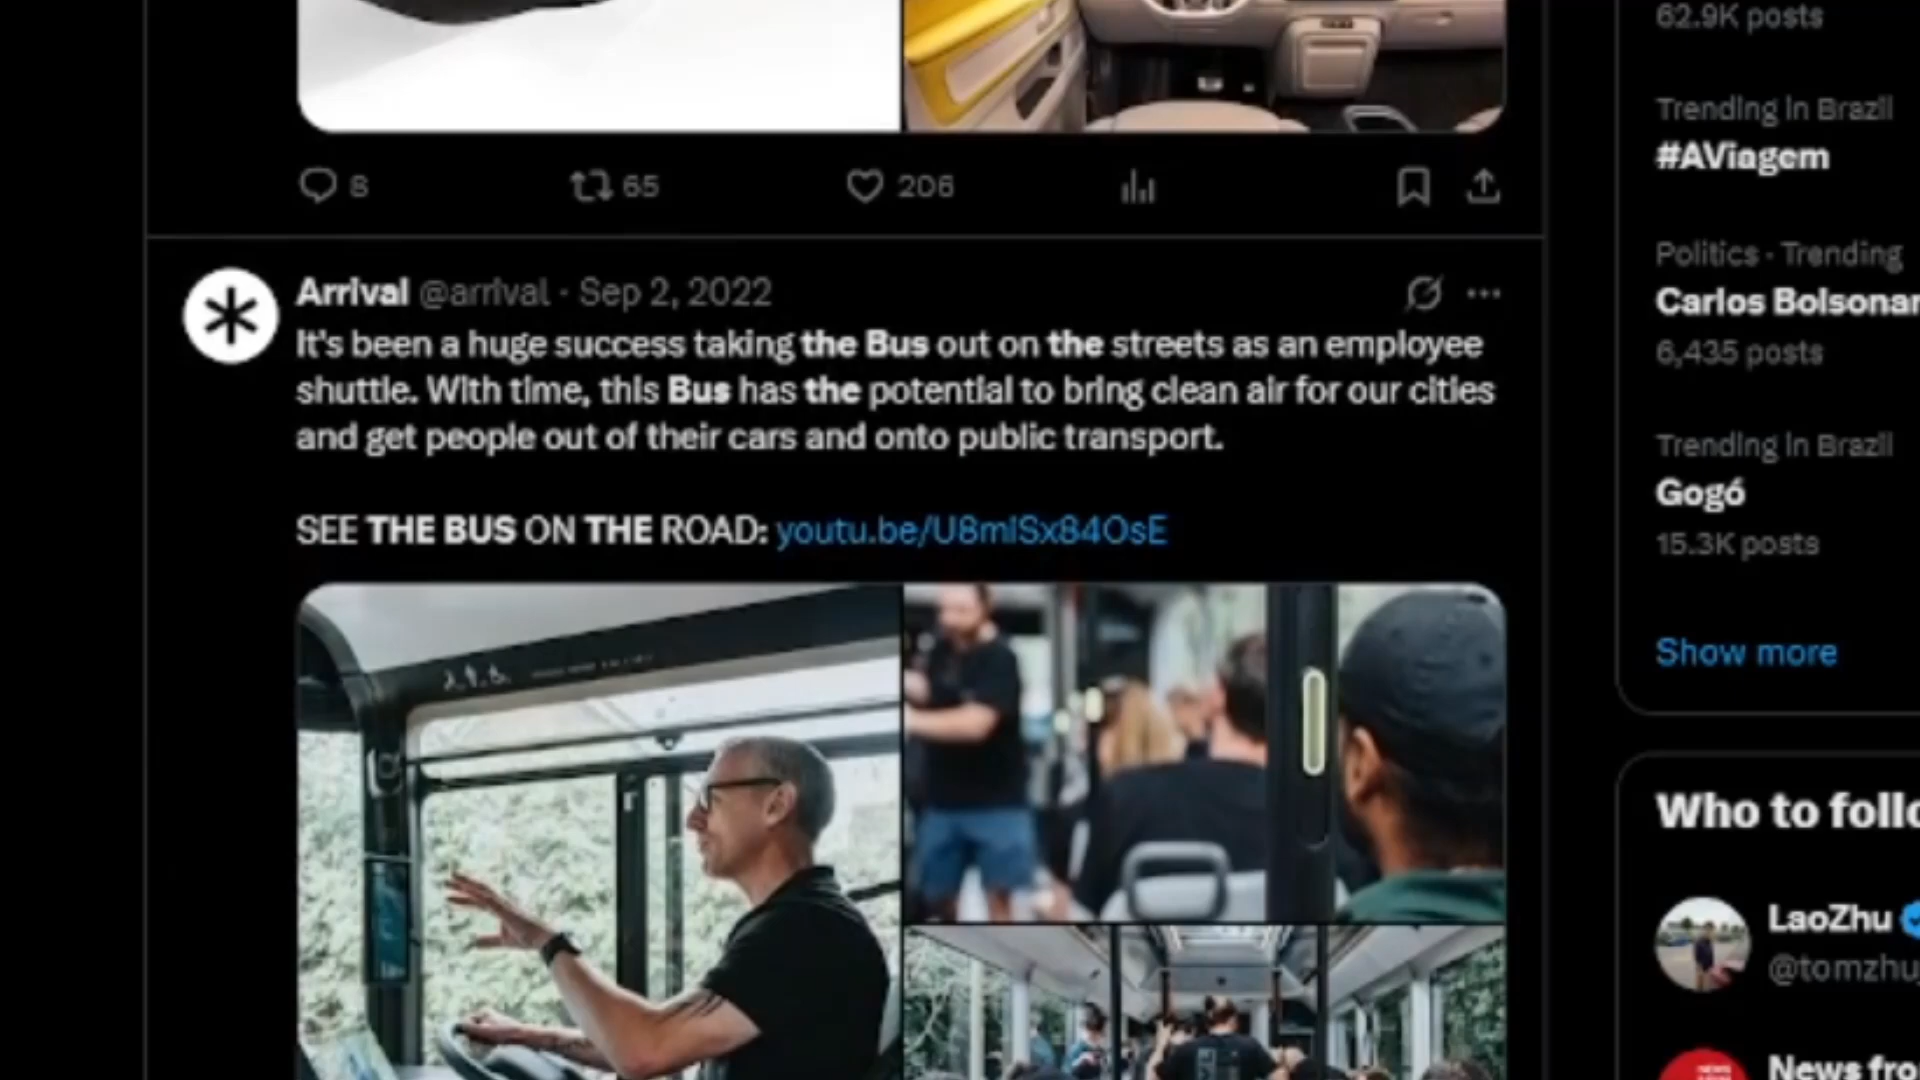 8
65
206
Arrival @arrival · Sep 2, 2022
It's been a huge success taking the Bus out on the streets as an employee
shuttle. With time, this Bus has the potential to bring clean air for our cities
and get people out of their cars and onto public transport.
SEE THE BUS ON THE ROAD: youtu.be/U8mISx84OsE
62.9K posts
Trending in Brazil
#AViagem
Politics · Trending
Carlos Bolsonar
6,435 posts
Trending in Brazil
Gogó
15.3K posts
Show more
Who to follo
LaoZhu
@tomzhu
News fro